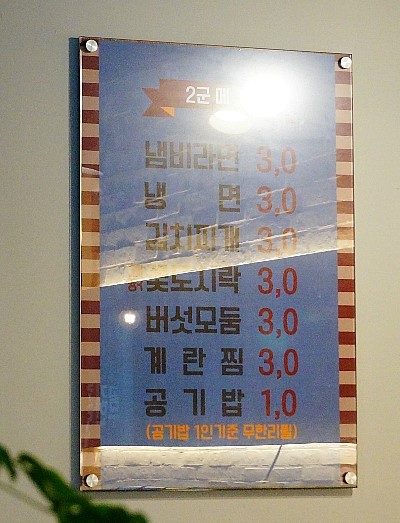 2군 메
냄비라면 3,0
냉 면 3,0
김치찌개 3,0
꽃도시락 3,0
버섯모둠 3,0
계 란 찜 3,0
공 기 밥 1,0
(공기밥 1인기준 무한리필)